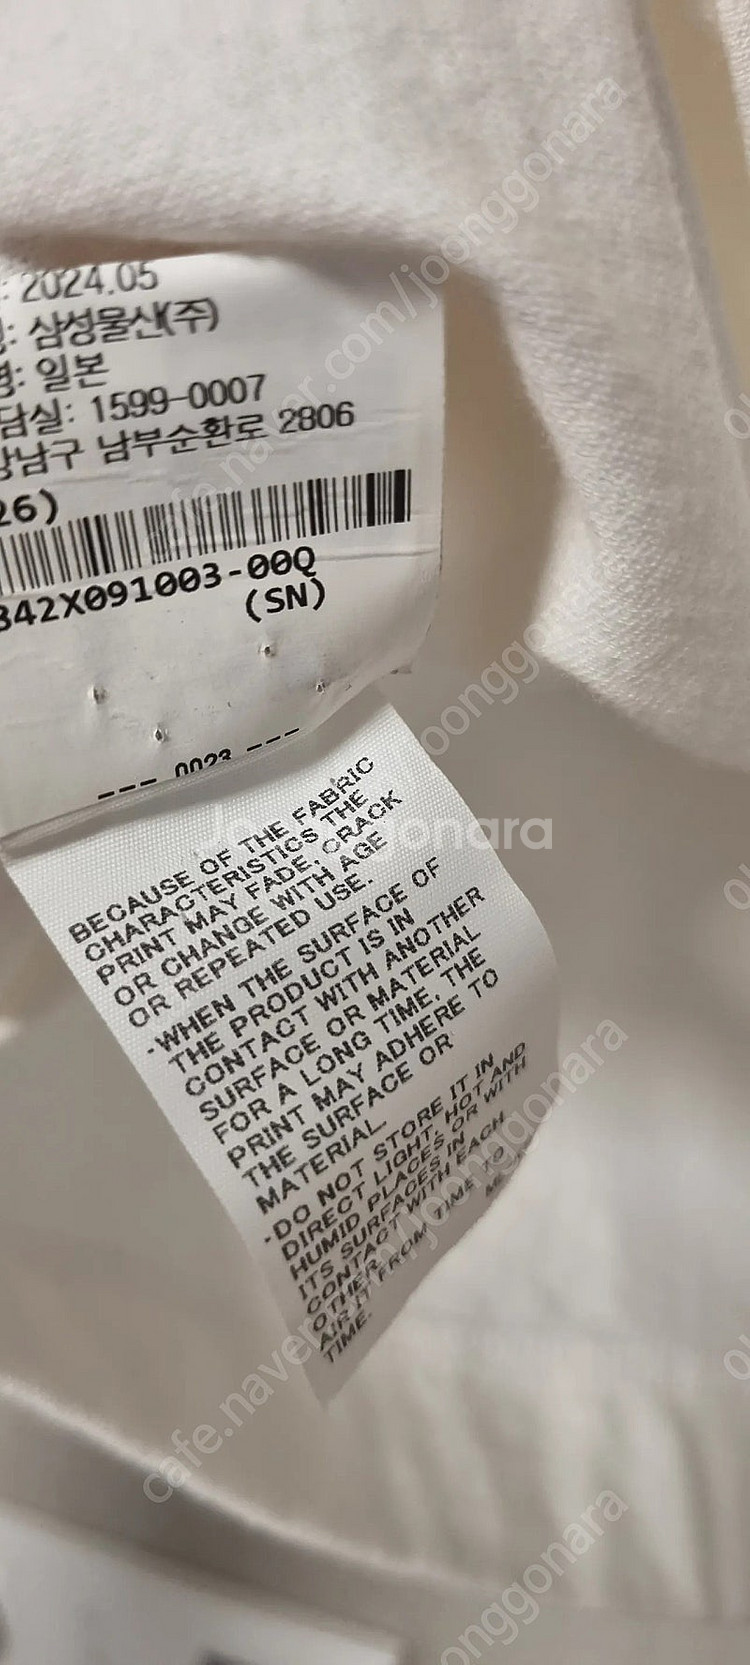 : 2024.05
: 삼성물산(주)
명: 일본
담실: 1599-0007
강남구 남부순환로 2806
26)
342X091003-00Q
(SN)
--- 0023 ---
BECAUSE OF THE FABRIC
CHARACTERISTICS THE
PRINT MAY FADE, CRACK
OR CHANGE WITH AGE
OR REPEATED USE.
-WHEN THE SURFACE OF
THE PRODUCT IS IN
CONTACT WITH ANOTHER
SURFACE OR MATERIAL
FOR A LONG TIME, THE
PRINT MAY ADHERE TO
THE SURFACE OR
MATERIAL.
-DO NOT STORE IT IN
DIRECT LIGHT, HOT AND
HUMID PLACES OR WITH
ITS SURFACES IN
CONTACT WITH EACH
OTHER.
AIR IT FROM TIME TO
TIME.
joonggonara
cafe.naver.com/joonggonara